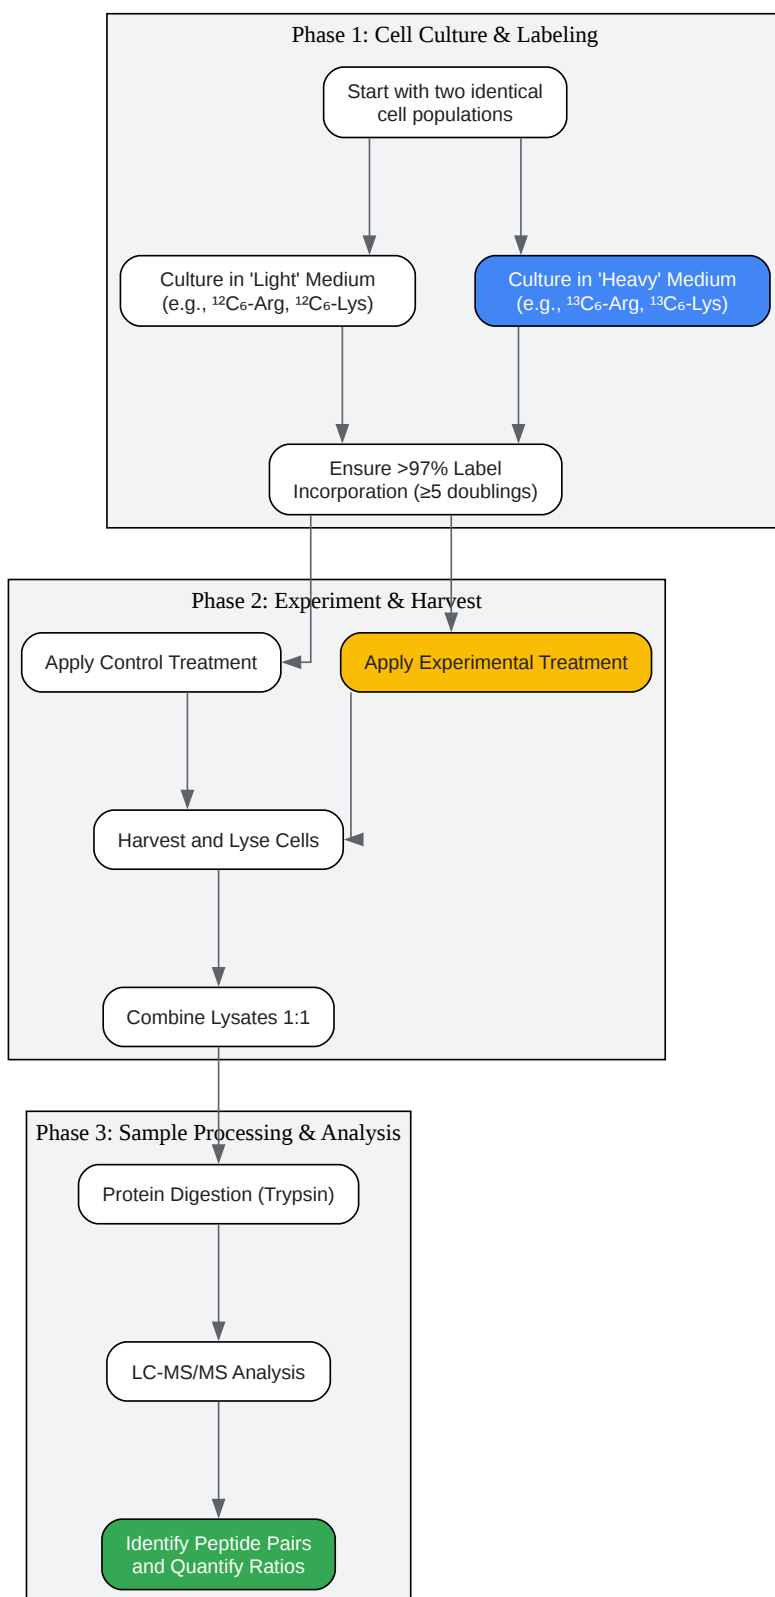 Phase 1: Cell Culture & Labeling
Start with two identical
cell populations
Culture in 'Light' Medium
(e.g., ¹²C₆-Arg, ¹²C₆-Lys)
Culture in 'Heavy' Medium
(e.g., ¹³C₆-Arg, ¹³C₆-Lys)
Ensure >97% Label
Incorporation (≥5 doublings)
Phase 2: Experiment & Harvest
Apply Control Treatment
Apply Experimental Treatment
Harvest and Lyse Cells
Combine Lysates 1:1
Phase 3: Sample Processing & Analysis
Protein Digestion (Trypsin)
LC-MS/MS Analysis
Identify Peptide Pairs
and Quantify Ratios